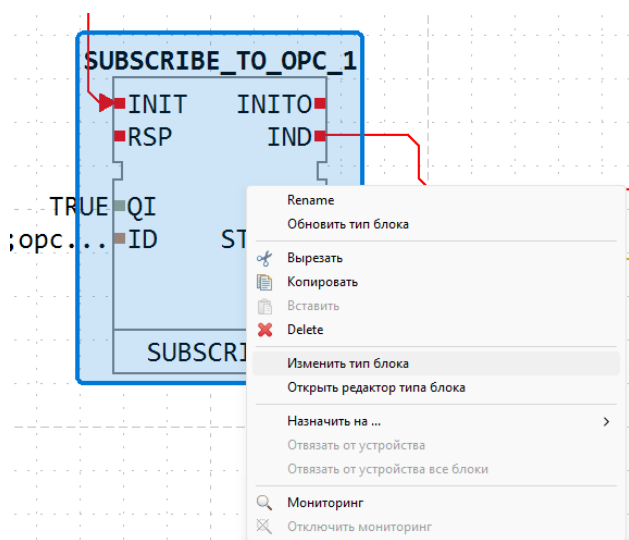 SUBSCRIBE_TO_OPC_1
INIT INITO
RSP IND
TRUE QI
;opc... ID ST
SUBSCRI
Rename
Обновить тип блока
Вырезать
Копировать
Вставить
Delete
Изменить тип блока
Открыть редактор типа блока
Назначить на ...
Отвязать от устройства
Отвязать от устройства все блоки
Мониторинг
Отключить мониторинг